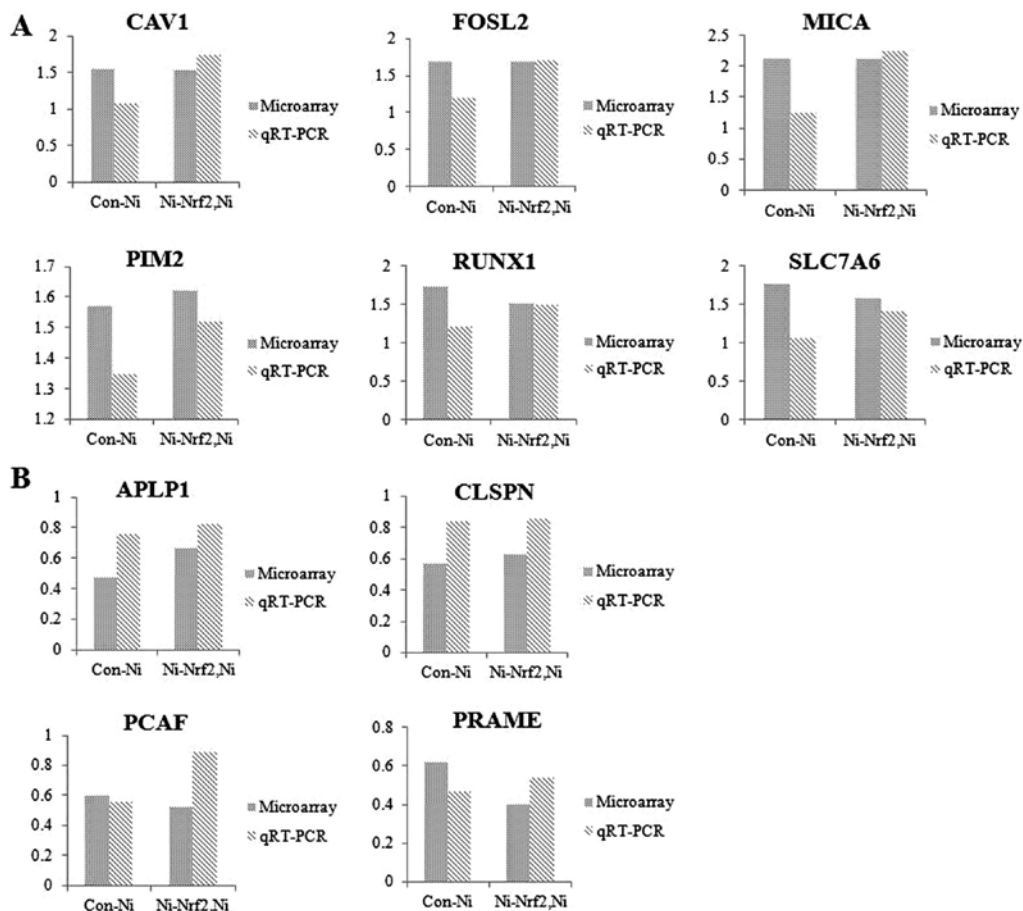 A
CAV1
2
1.5
1
0.5
0
Con-Ni
Ni-Nrf2,Ni
Microarray
qRT-PCR
FOSL2
2
1.5
1
0.5
0
Con-Ni
Ni-Nrf2,Ni
Microarray
qRT-PCR
MICA
2.5
2
1.5
1
0.5
0
Con-Ni
Ni-Nrf2,Ni
Microarray
qRT-PCR
PIM2
1.7
1.6
1.5
1.4
1.3
1.2
Con-Ni
Ni-Nrf2,Ni
Microarray
qRT-PCR
RUNX1
2
1.5
1
0.5
0
Con-Ni
Ni-Nrf2,Ni
Microarray
qRT-PCR
SLC7A6
2
1.5
1
0.5
0
Con-Ni
Ni-Nrf2,Ni
Microarray
qRT-PCR
B
APLP1
1
0.8
0.6
0.4
0.2
0
Con-Ni
Ni-Nrf2,Ni
Microarray
qRT-PCR
CLSPN
1
0.8
0.6
0.4
0.2
0
Con-Ni
Ni-Nrf2,Ni
Microarray
qRT-PCR
PCAF
1
0.8
0.6
0.4
0.2
0
Con-Ni
Ni-Nrf2,Ni
Microarray
qRT-PCR
PRAME
0.8
0.6
0.4
0.2
0
Con-Ni
Ni-Nrf2,Ni
Microarray
qRT-PCR